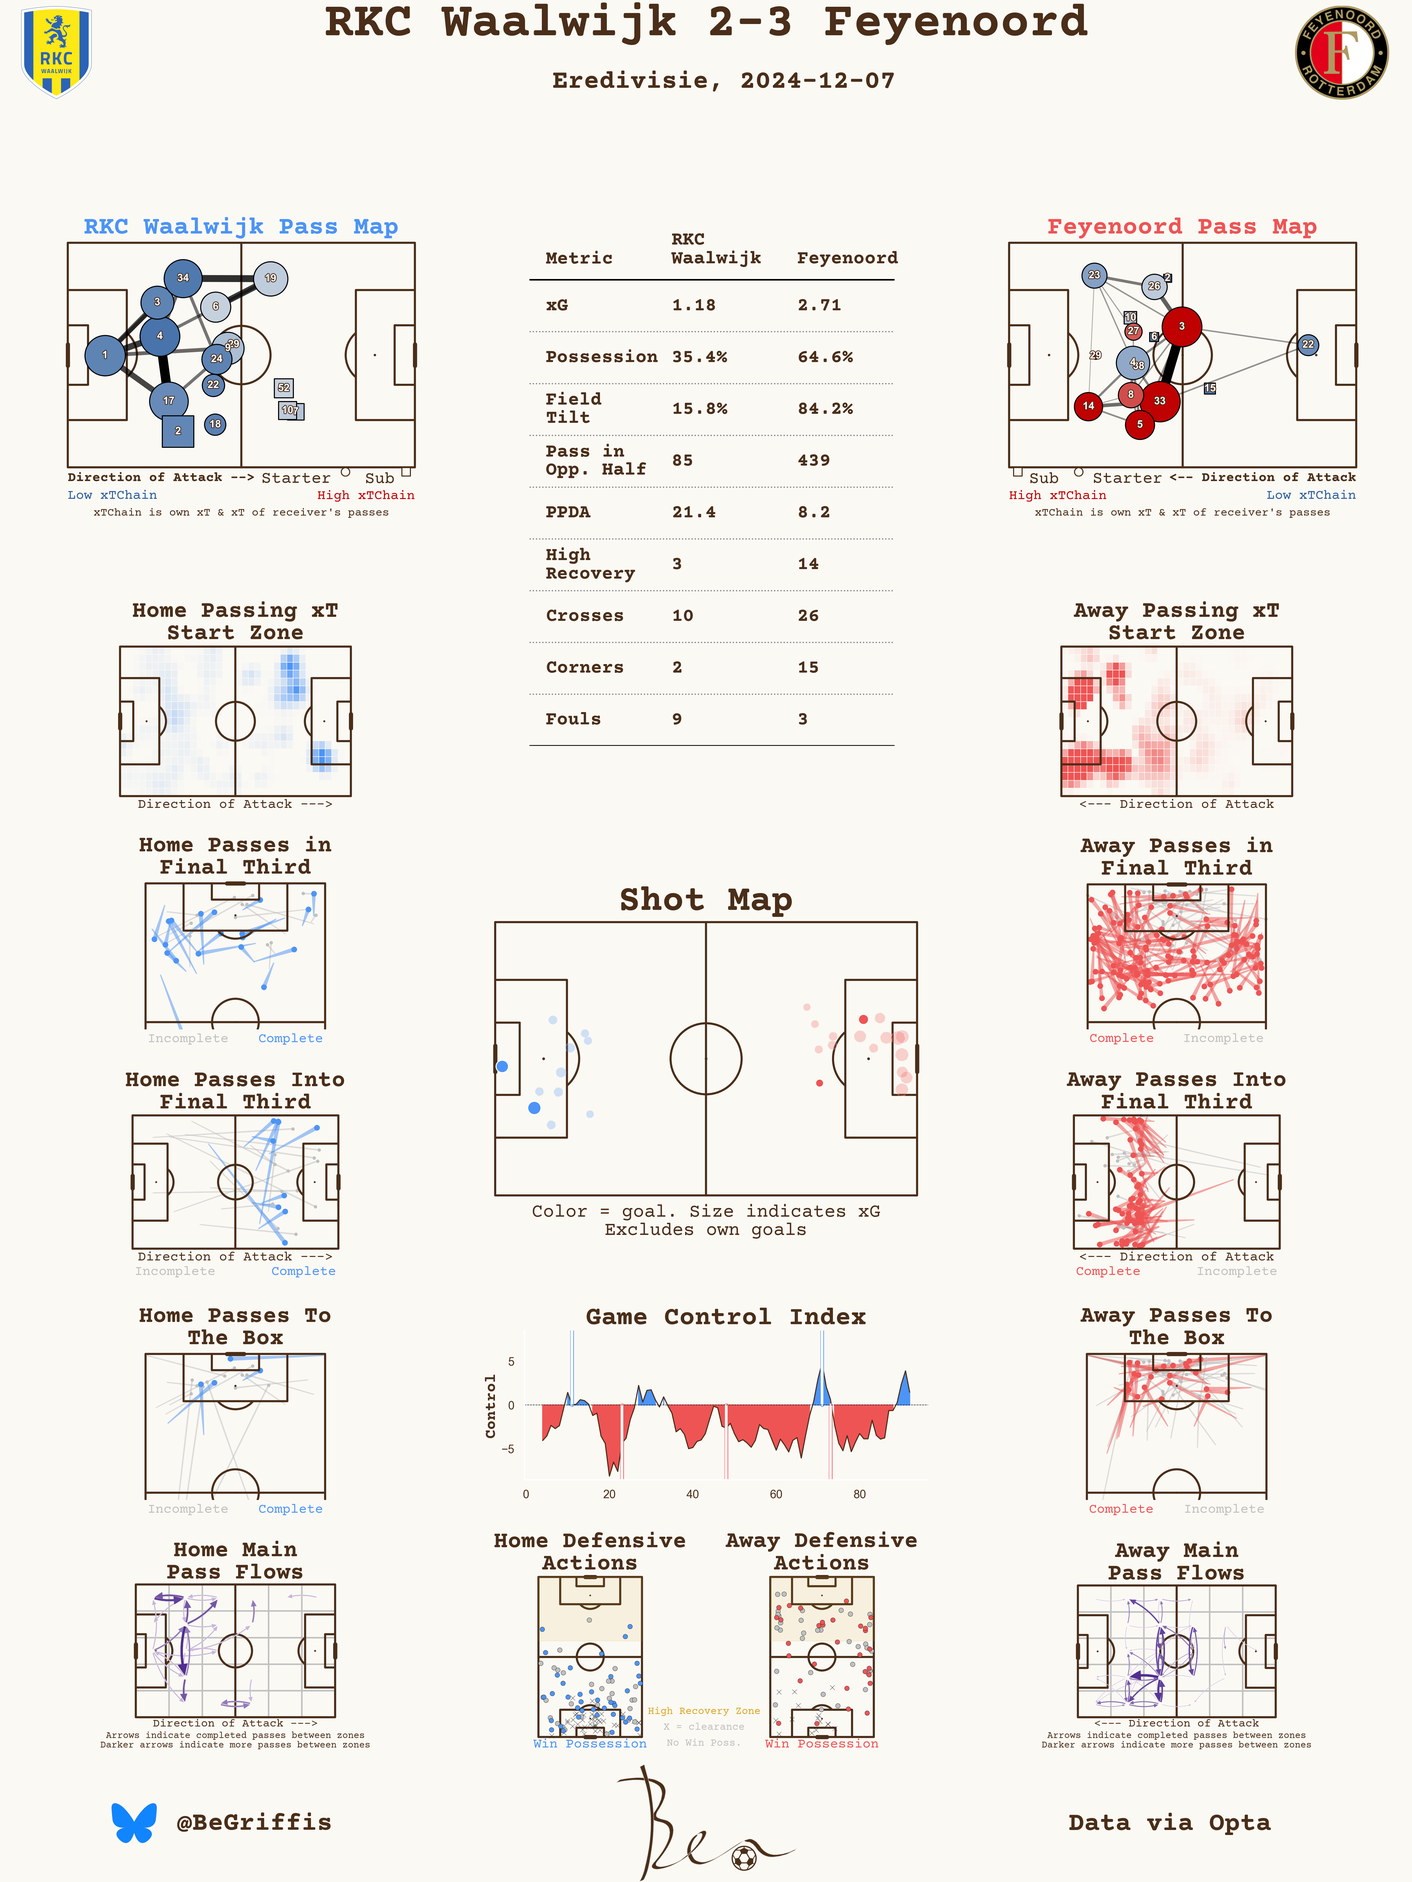 RKC Waalwijk 2-3 Feyenoord
Eredivisie, 2024-12-07
RKC
WAALWIJK
FEYENOORD
F
ROTTERDAM
RKC Waalwijk Pass Map
34
19
3
6
4
1
29
9
24
22
52
17
10
7
2
18
Direction of Attack --> Starter Sub
Low xTChain High xTChain
xTChain is own xT & xT of receiver's passes
Metric RKC Waalwijk Feyenoord
xG 1.18 2.71
Possession 35.4% 64.6%
Field Tilt 15.8% 84.2%
Pass in Opp. Half 85 439
PPDA 21.4 8.2
High Recovery 3 14
Crosses 10 26
Corners 2 15
Fouls 9 3
Feyenoord Pass Map
23
2
26
10
3
27
6
22
29
4
38
15
8
14
33
5
Sub Starter <-- Direction of Attack
High xTChain Low xTChain
xTChain is own xT & xT of receiver's passes
Home Passing xT
Start Zone
Direction of Attack --->
Away Passing xT
Start Zone
<--- Direction of Attack
Home Passes in
Final Third
Incomplete Complete
Away Passes in
Final Third
Complete Incomplete
Shot Map
Color = goal. Size indicates xG
Excludes own goals
Home Passes Into
Final Third
Direction of Attack --->
Incomplete Complete
Away Passes Into
Final Third
<--- Direction of Attack
Complete Incomplete
Home Passes To
The Box
Incomplete Complete
Game Control Index
Control
5
0
−5
0 20 40 60 80
Away Passes To
The Box
Complete Incomplete
Home Main
Pass Flows
Direction of Attack --->
Arrows indicate completed passes between zones
Darker arrows indicate more passes between zones
Home Defensive
Actions
Win Possession
Away Defensive
Actions
Win Possession
High Recovery Zone
X = clearance
No Win Poss.
Away Main
Pass Flows
<--- Direction of Attack
Arrows indicate completed passes between zones
Darker arrows indicate more passes between zones
@BeGriffis
Ben
Data via Opta